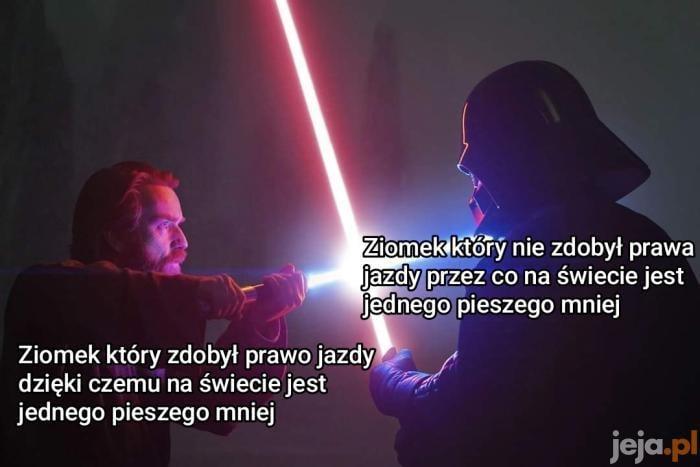 Ziomek który nie zdobył prawa
jazdy przez co na świecie jest
jednego pieszego mniej
Ziomek który zdobył prawo jazdy
dzięki czemu na świecie jest
jednego pieszego mniej
jeja.pl